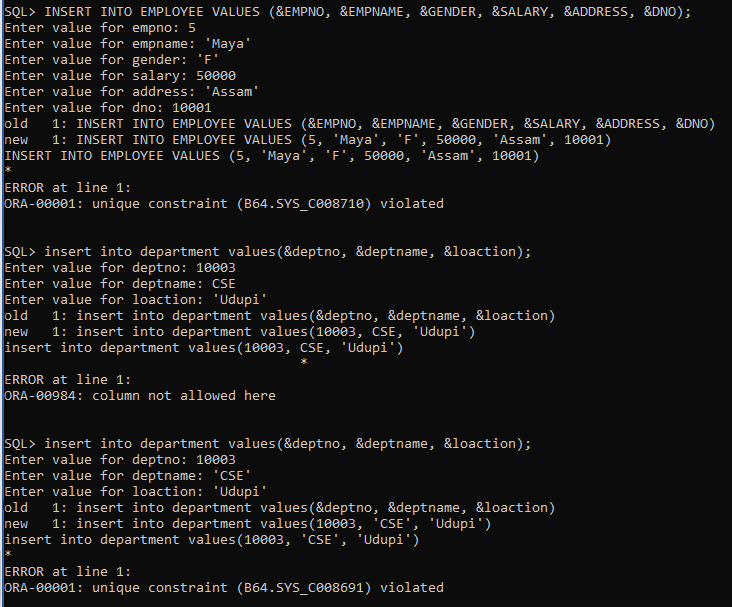 SQL> INSERT INTO EMPLOYEE VALUES (&EMPNO, &EMPNAME, &GENDER, &SALARY, &ADDRESS, &DNO);
Enter value for empno: 5
Enter value for empname: 'Maya'
Enter value for gender: 'F'
Enter value for salary: 50000
Enter value for address: 'Assam'
Enter value for dno: 10001
old   1: INSERT INTO EMPLOYEE VALUES (&EMPNO, &EMPNAME, &GENDER, &SALARY, &ADDRESS, &DNO)
new   1: INSERT INTO EMPLOYEE VALUES (5, 'Maya', 'F', 50000, 'Assam', 10001)
INSERT INTO EMPLOYEE VALUES (5, 'Maya', 'F', 50000, 'Assam', 10001)
*
ERROR at line 1:
ORA-00001: unique constraint (B64.SYS_C008710) violated
SQL> insert into department values(&deptno, &deptname, &loaction);
Enter value for deptno: 10003
Enter value for deptname: CSE
Enter value for loaction: 'Udupi'
old   1: insert into department values(&deptno, &deptname, &loaction)
new   1: insert into department values(10003, CSE, 'Udupi')
insert into department values(10003, CSE, 'Udupi')
                                     *
ERROR at line 1:
ORA-00984: column not allowed here
SQL> insert into department values(&deptno, &deptname, &loaction);
Enter value for deptno: 10003
Enter value for deptname: 'CSE'
Enter value for loaction: 'Udupi'
old   1: insert into department values(&deptno, &deptname, &loaction)
new   1: insert into department values(10003, 'CSE', 'Udupi')
insert into department values(10003, 'CSE', 'Udupi')
*
ERROR at line 1:
ORA-00001: unique constraint (B64.SYS_C008691) violated